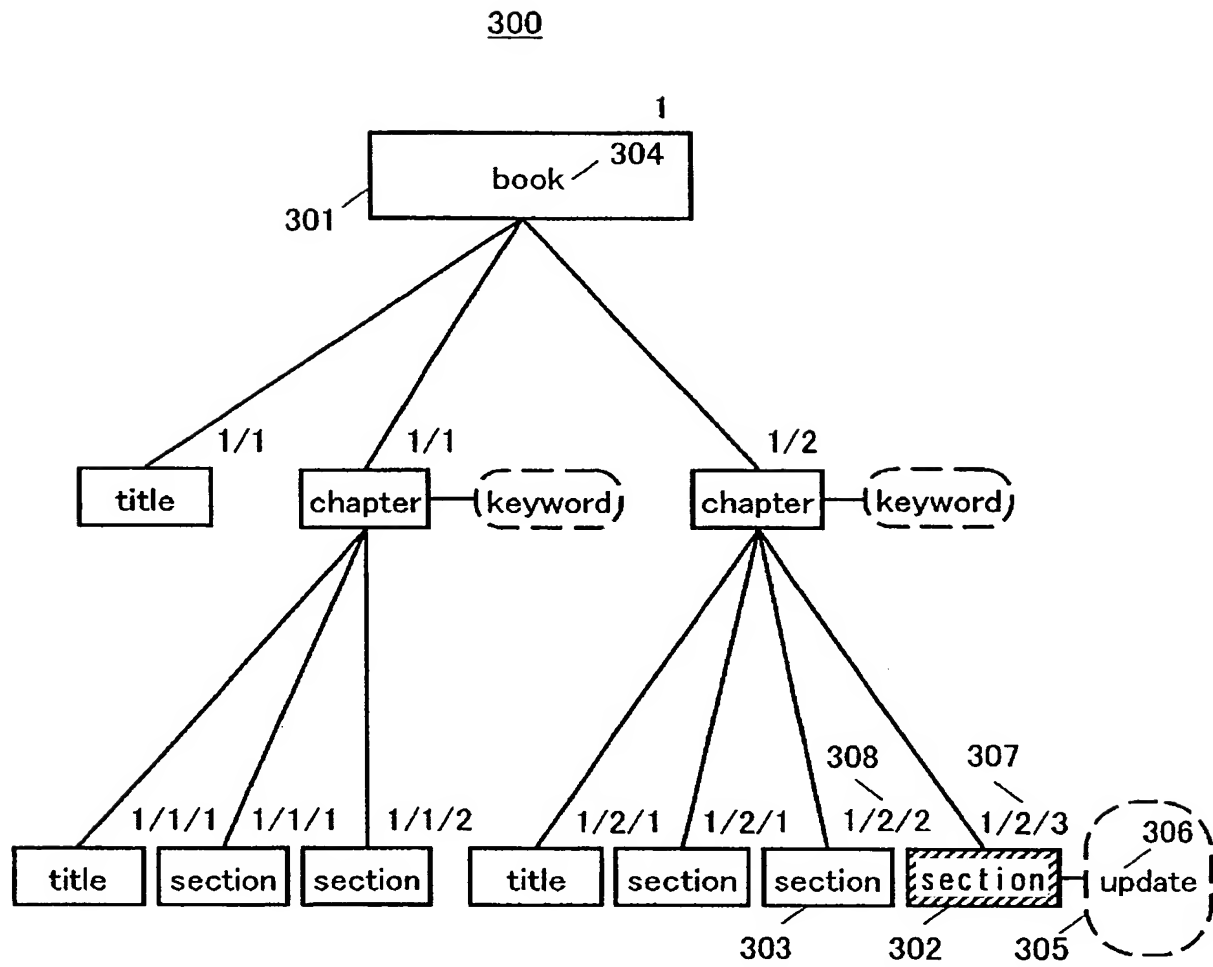 300
1
304
book
301
1/1 1/1 1/2
title chapter keyword chapter keyword
308 307
1/1/1 1/1/1 1/1/2 1/2/1 1/2/1 1/2/2 1/2/3
306
title section section title section section section update
303 302 305